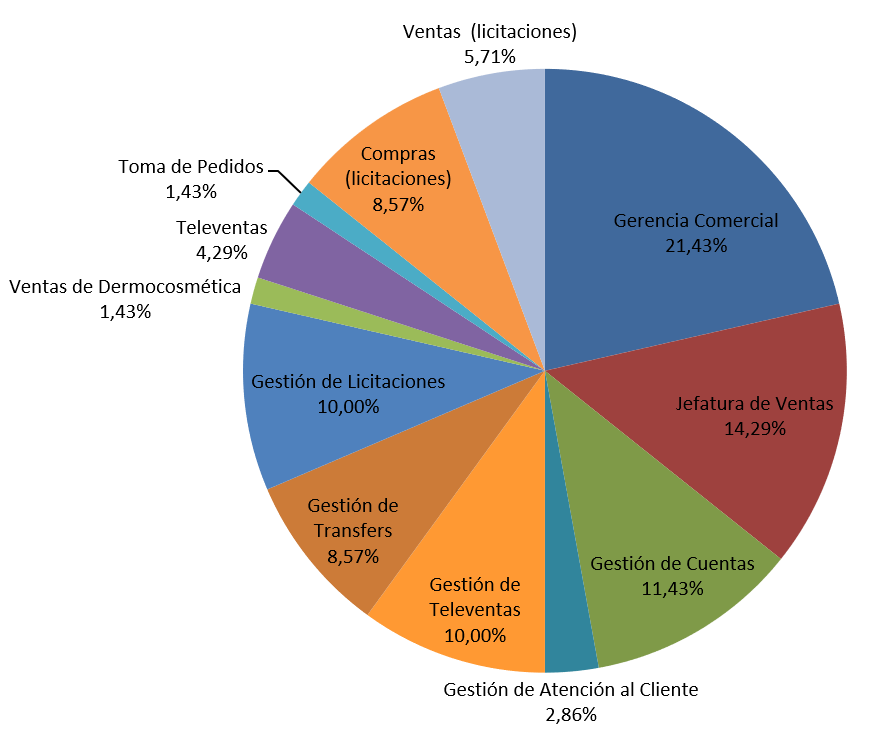 Ventas (licitaciones)
5,71%
Gerencia Comercial
21,43%
Jefatura de Ventas
14,29%
Gestión de Cuentas
11,43%
Gestión de Atención al Cliente
2,86%
Gestión de
Televentas
10,00%
Gestión de
Transfers
8,57%
Gestión de Licitaciones
10,00%
Ventas de Dermocosmética
1,43%
Televentas
4,29%
Toma de Pedidos
1,43%
Compras
(licitaciones)
8,57%